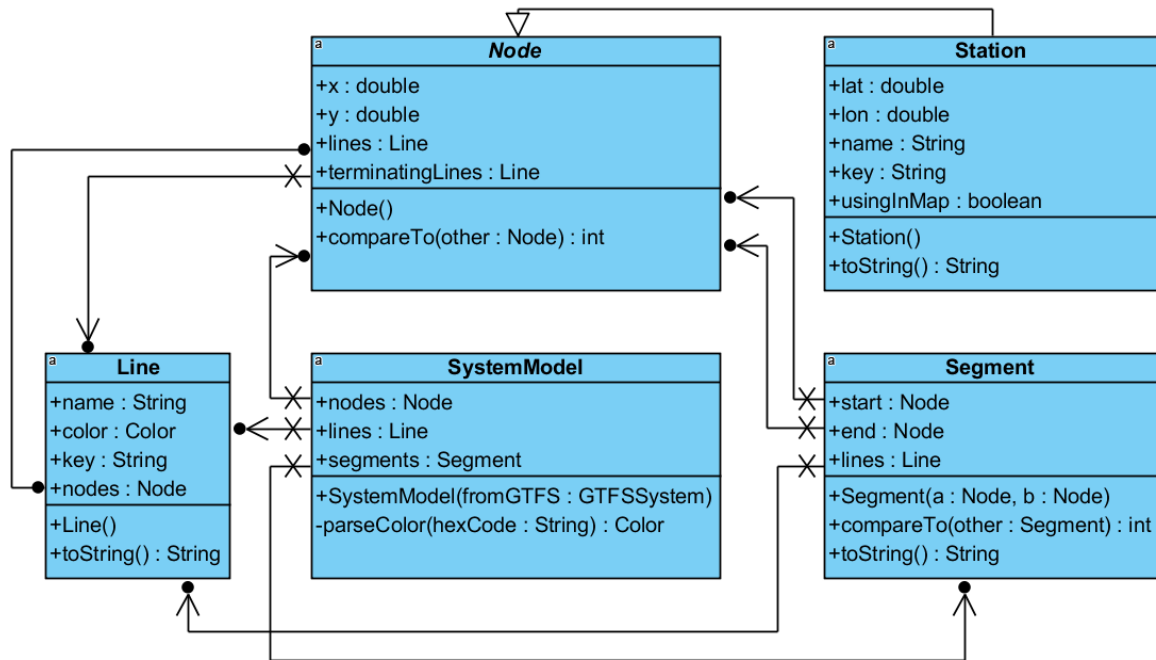 a
Node
+x : double
+y : double
+lines : Line
+terminatingLines : Line
+Node()
+compareTo(other : Node) : int
a
Station
+lat : double
+lon : double
+name : String
+key : String
+usingInMap : boolean
+Station()
+toString() : String
a
Line
+name : String
+color : Color
+key : String
+nodes : Node
+Line()
+toString() : String
a
SystemModel
+nodes : Node
+lines : Line
+segments : Segment
+SystemModel(fromGTFS : GTFSSystem)
-parseColor(hexCode : String) : Color
a
Segment
+start : Node
+end : Node
+lines : Line
+Segment(a : Node, b : Node)
+compareTo(other : Segment) : int
+toString() : String